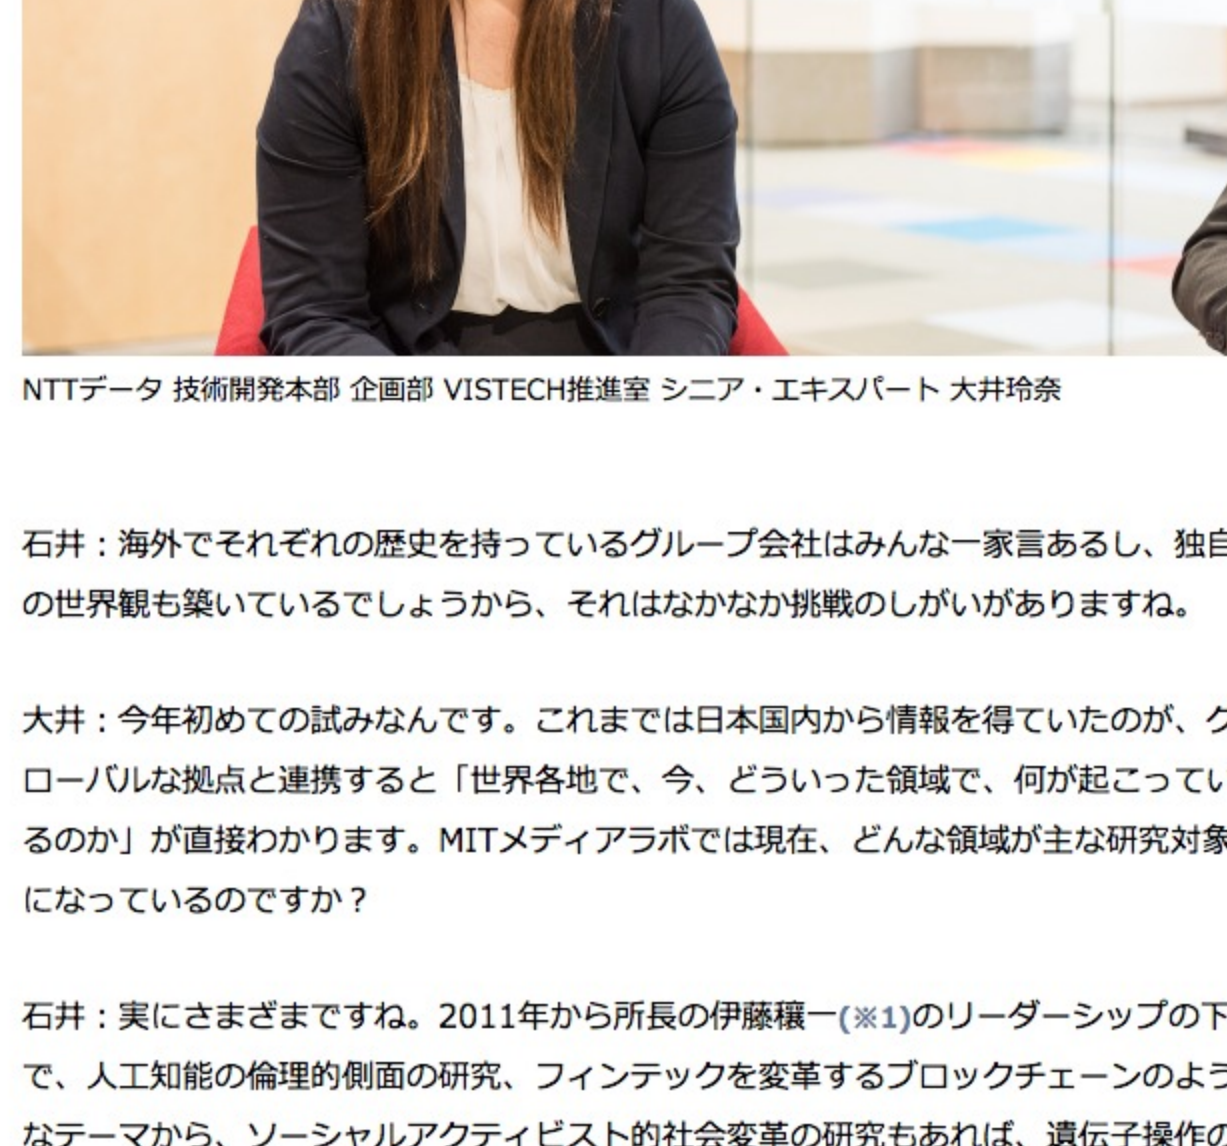 NTTデータ 技術開発本部 企画部 VISTECH推進室 シニア・エキスパート 大井玲奈
石井：海外でそれぞれの歴史を持っているグループ会社はみんな一家言あるし、独自
の世界観も築いているでしょうから、それはなかなか挑戦のしがいがありますね。
大井：今年初めての試みなんです。これまでは日本国内から情報を得ていたのが、グ
ローバルな拠点と連携すると「世界各地で、今、どういった領域で、何が起こってい
るのか」が直接わかります。MITメディアラボでは現在、どんな領域が主な研究対象
になっているのですか？
石井：実にさまざまですね。2011年から所長の伊藤穰一(※1)のリーダーシップの下
で、人工知能の倫理的側面の研究、フィンテックを変革するブロックチェーンのよう
なテーマから、ソーシャルアクティビスト的社会変革の研究もあれば、遺伝子操作の